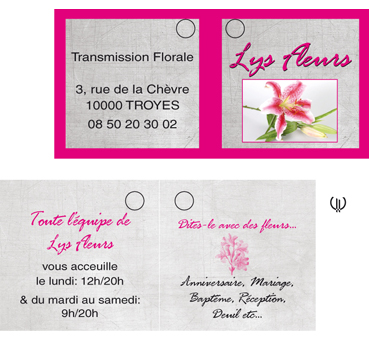 Transmission Florale
3, rue de la Chèvre
10000 TROYES
08 50 20 30 02
Lys Fleurs
Toute l'équipe de
Lys Fleurs
vous acceuille
le lundi: 12h/20h
& du mardi au samedi:
9h/20h
Dites-le avec des fleurs...
Anniversaire, Mariage,
Baptème, Réception,
Deuil etc...